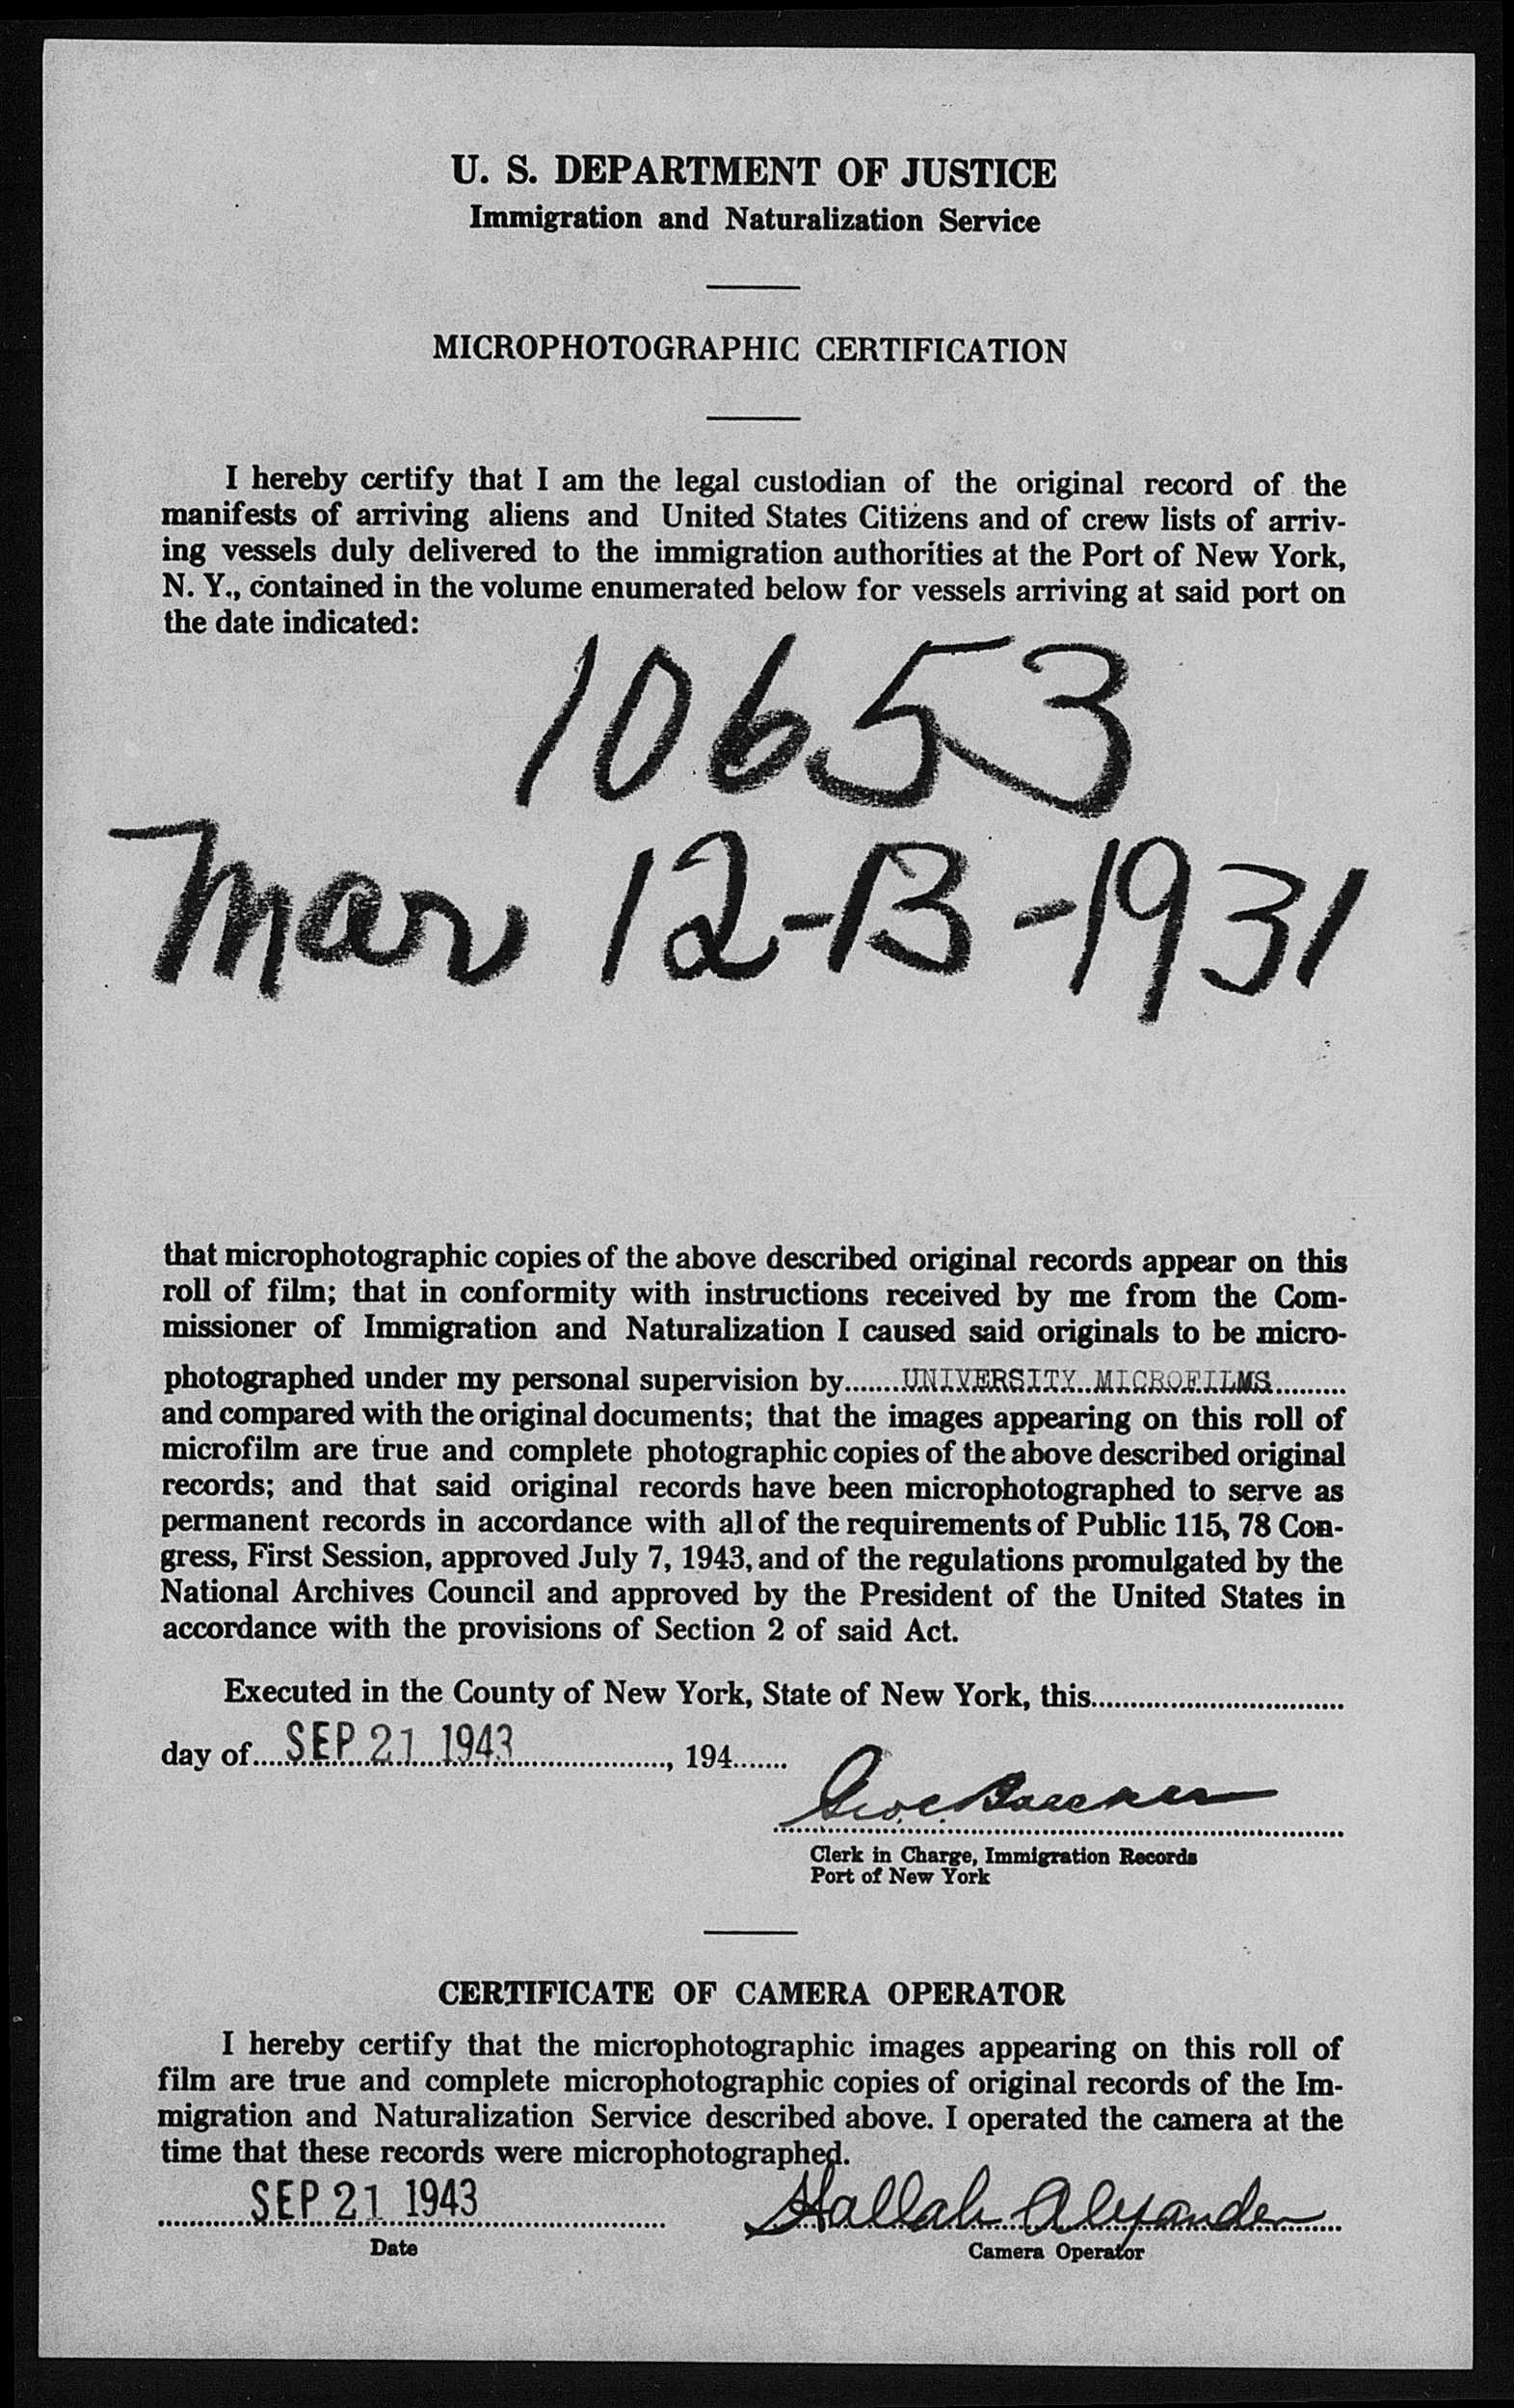 U. S. DEPARTMENT OF JUSTICE
Immigration and Naturalization Service
MICROPHOTOGRAPHIC CERTIFICATION
I hereby certify that I am the legal custodian of the original record of the
manifests of arriving aliens and United States Citizens and of crew lists of arriv-
ing vessels duly delivered to the immigration authorities at the Port of New York,
N. Y., contained in the volume enumerated below for vessels arriving at said port on
the date indicated:
10653
Mar 12-13-1931
that microphotographic copies of the above described original records appear on this
roll of film; that in conformity with instructions received by me from the Com-
missioner of Immigration and Naturalization I caused said originals to be micro-
photographed under my personal supervision by.......UNIVERSITY MICROFILMS.........
and compared with the original documents; that the images appearing on this roll of
microfilm are true and complete photographic copies of the above described original
records; and that said original records have been microphotographed to serve as
permanent records in accordance with all of the requirements of Public 115, 78 Con-
gress, First Session, approved July 7, 1943, and of the regulations promulgated by the
National Archives Council and approved by the President of the United States in
accordance with the provisions of Section 2 of said Act.
Executed in the County of New York, State of New York, this................................
day of....SEP 21 1943...................., 194.......
Clerk in Charge, Immigration Records
Port of New York
CERTIFICATE OF CAMERA OPERATOR
I hereby certify that the microphotographic images appearing on this roll of
film are true and complete microphotographic copies of original records of the Im-
migration and Naturalization Service described above. I operated the camera at the
time that these records were microphotographed.
SEP 21 1943 Hallah Alexander
Date Camera Operator